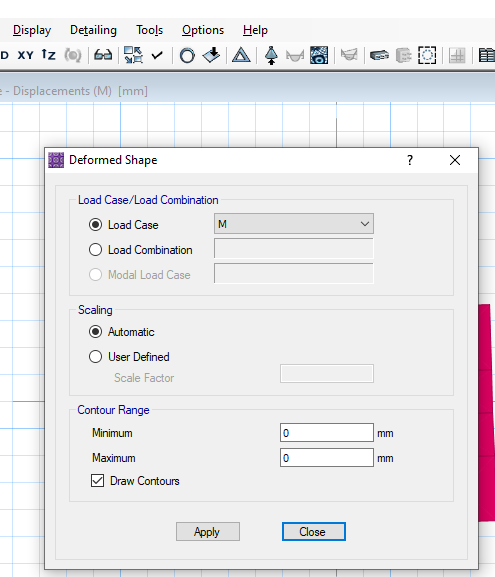 Display Detailing Tools Options Help
D XY
e - Displacements (M) [mm]
Deformed Shape ?
Load Case/Load Combination
Load Case M
Load Combination
Modal Load Case
Scaling
Automatic
User Defined
Scale Factor
Contour Range
Minimum 0 mm
Maximum 0 mm
Draw Contours
Apply Close